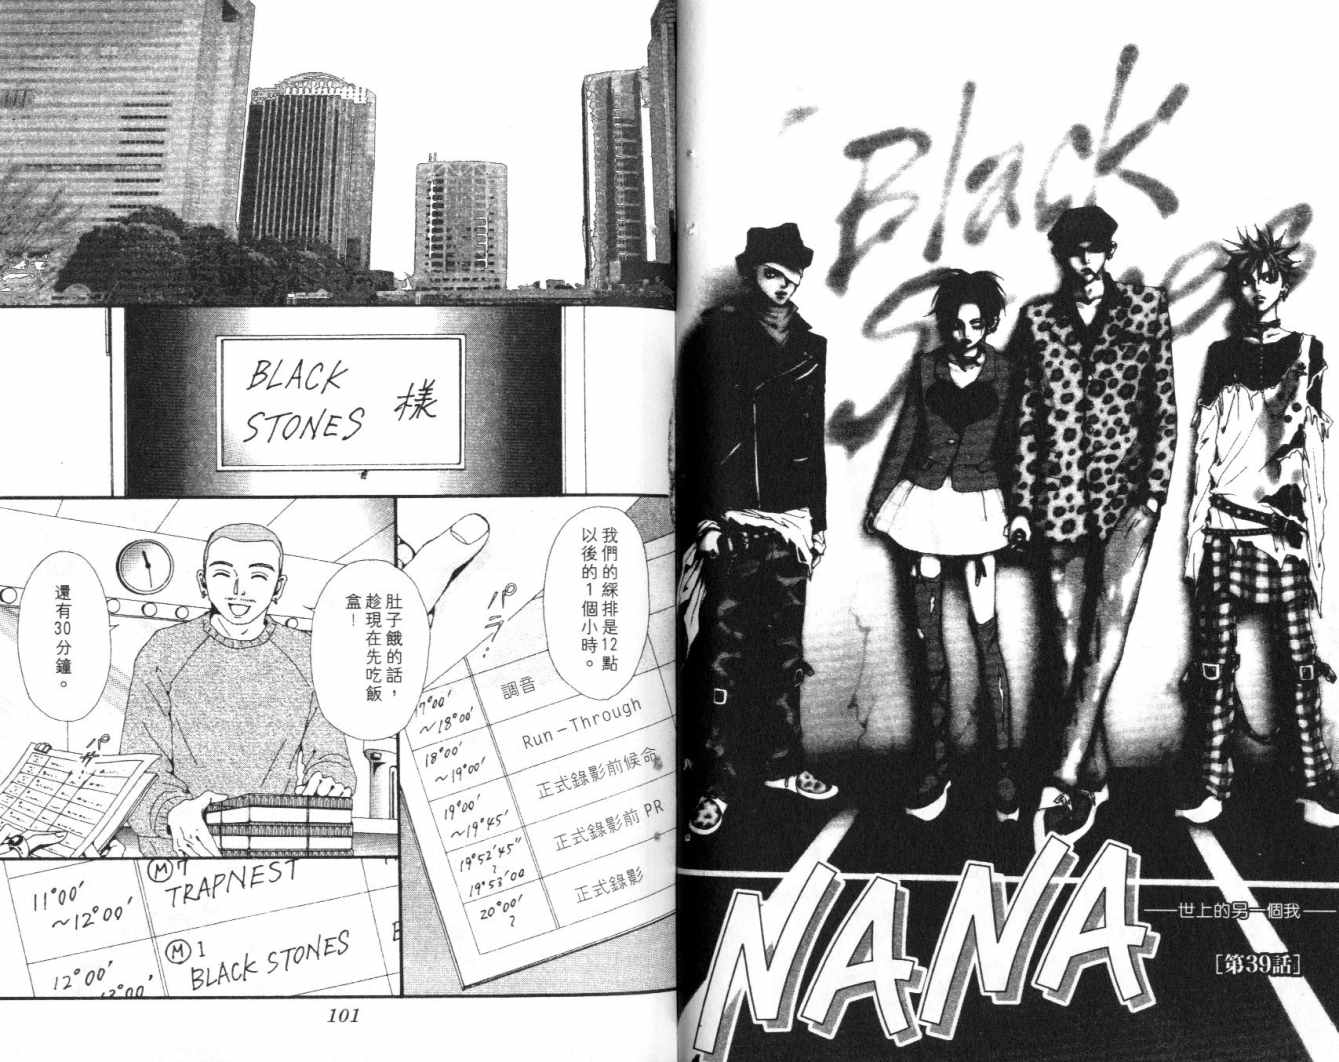 Black
Stones
NANA
世上的另一個我
[第39話]
BLACK
STONES
樣
我們的綵排是12點
以後的1個小時。
肚子餓的話，
趁現在先吃飯
盒！
還有30分鐘。
パラ
パサ
17°00'
~18°00'
調音
18°00'
~19°00'
Run-Through
19°00'
~19°45'
正式錄影前候命
19°52'45"
~
19°53'00
正式錄影前 PR
20°00'
~
正式錄影
11°00'
~12°00'
Ⓜ7
TRAPNEST
12°00'
Ⓜ1
BLACK STONES
101